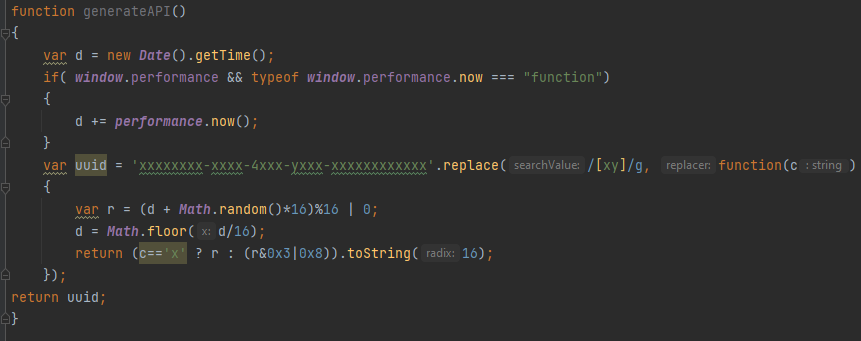 function generateAPI()
{
var d = new Date().getTime();
if( window.performance && typeof window.performance.now === "function")
{
d += performance.now();
}
var uuid = 'xxxxxxxx-xxxx-4xxx-yxxx-xxxxxxxxxxxx'.replace( searchValue: /[xy]/g, replacer: function(c : string )
{
var r = (d + Math.random()*16)%16 | 0;
d = Math.floor( x: d/16);
return (c=='x' ? r : (r&0x3|0x8)).toString( radix: 16);
});
return uuid;
}